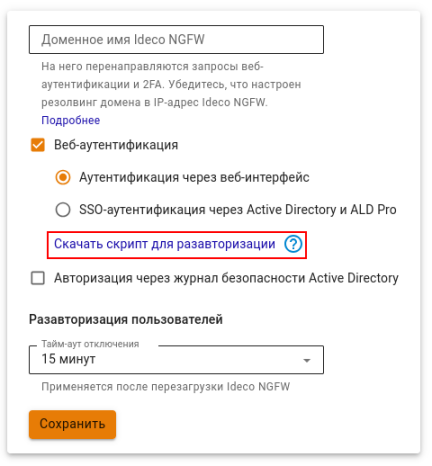 Доменное имя Ideco NGFW
На него перенаправляются запросы веб-
аутентификации и 2FA. Убедитесь, что настроен
резолвинг домена в IP-адрес Ideco NGFW.
Подробнее
Веб-аутентификация
Аутентификация через веб-интерфейс
SSO-аутентификация через Active Directory и ALD Pro
Скачать скрипт для разавторизации ?
Авторизация через журнал безопасности Active Directory
Разавторизация пользователей
Тайм-аут отключения
15 минут
Применяется после перезагрузки Ideco NGFW
Сохранить